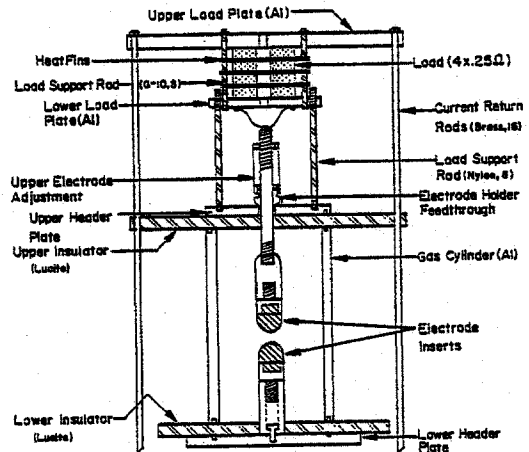 Upper Load Plate (Al)
Heat Fins
Load (4x.25Ω)
Load Support Rod (G-10,8)
Lower Load
Plate (Al)
Current Return
Rods (Brass,16)
Load Support
Rod (Nylon, 8)
Upper Electrode
Adjustment
Electrode Holder
Feedthrough
Upper Header
Plate
Upper Insulator
(Lucite)
Gas Cylinder (Al)
Electrode
Inserts
Lower Insulator
(Lucite)
Lower Header
Plate